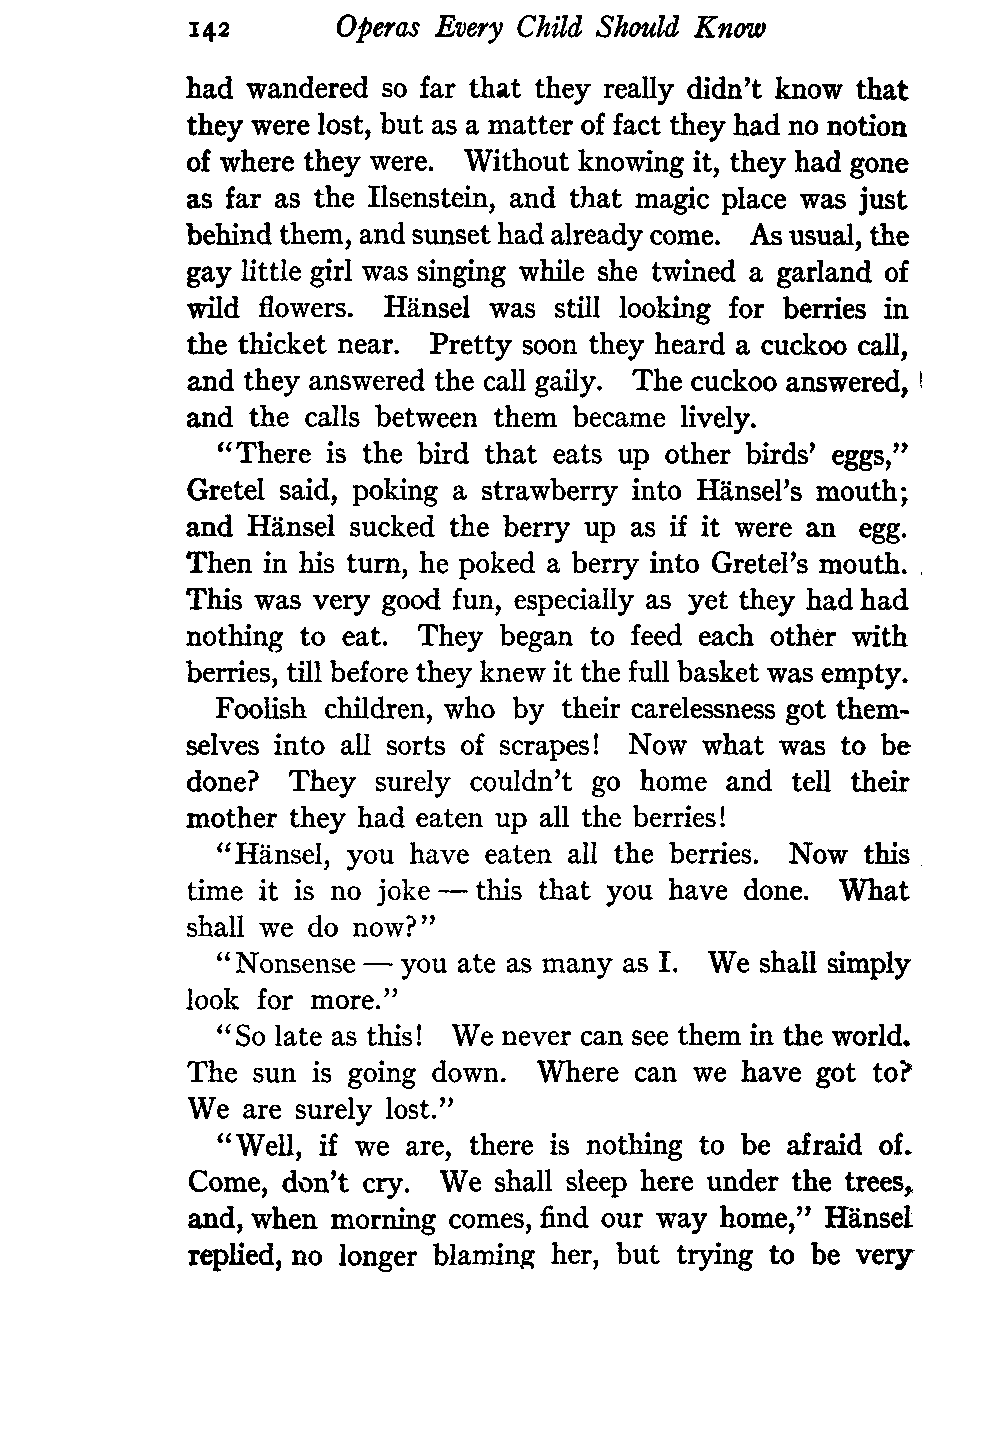 142 Operas Every Child Should Know
had wandered so far that they really didn't know that
they were lost, but as a matter of fact they had no notion
of where they were. Without knowing it, they had gone
as far as the Ilsenstein, and that magic place was just
behind them, and sunset had already come. As usual, the
gay little girl was singing while she twined a garland of
wild flowers. Hänsel was still looking for berries in
the thicket near. Pretty soon they heard a cuckoo call,
and they answered the call gaily. The cuckoo answered,
and the calls between them became lively.
"There is the bird that eats up other birds' eggs,"
Gretel said, poking a strawberry into Hänsel's mouth;
and Hänsel sucked the berry up as if it were an egg.
Then in his turn, he poked a berry into Gretel's mouth.
This was very good fun, especially as yet they had had
nothing to eat. They began to feed each other with
berries, till before they knew it the full basket was empty.
Foolish children, who by their carelessness got them-
selves into all sorts of scrapes! Now what was to be
done? They surely couldn't go home and tell their
mother they had eaten up all the berries!
"Hänsel, you have eaten all the berries. Now this
time it is no joke — this that you have done. What
shall we do now?"
"Nonsense — you ate as many as I. We shall simply
look for more."
"So late as this! We never can see them in the world.
The sun is going down. Where can we have got to?
We are surely lost."
"Well, if we are, there is nothing to be afraid of.
Come, don't cry. We shall sleep here under the trees,
and, when morning comes, find our way home," Hänsel
replied, no longer blaming her, but trying to be very